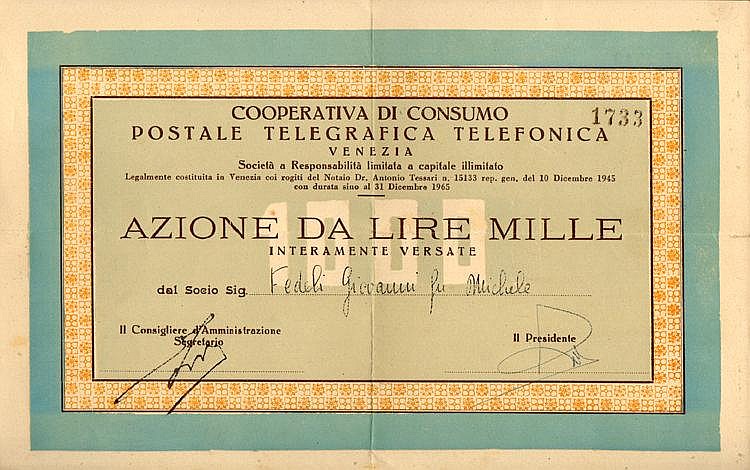 COOPERATIVA DI CONSUMO
1733
POSTALE TELEGRAFICA TELEFONICA
VENEZIA
Società a Responsabilità limitata a capitale illimitato
Legalmente costituita in Venezia coi rogiti del Notaio Dr. Antonio Tessari n. 15133 rep. gen. del 10 Dicembre 1945
con durata sino al 31 Dicembre 1965
1000
AZIONE DA LIRE MILLE
INTERAMENTE VERSATE
dal Socio Sig. Fedeli Giovanni fu Michele
Il Consigliere d'Amministrazione
Segretario
Il Presidente